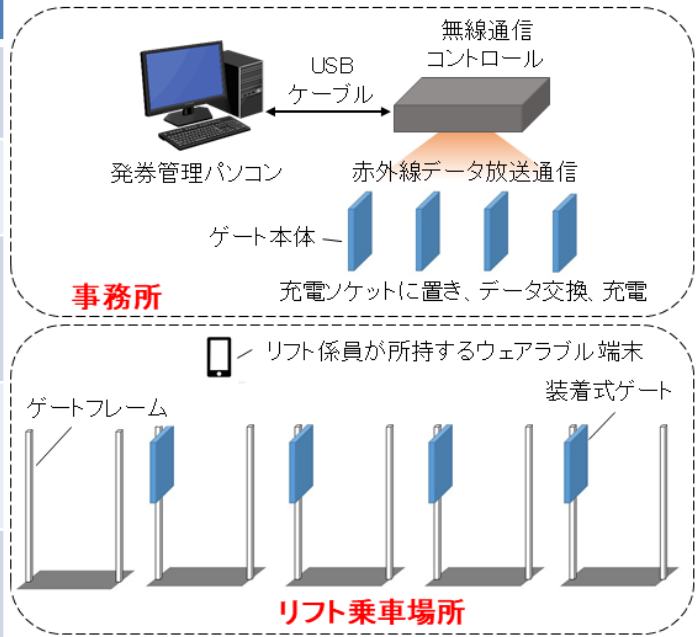 無線通信
コントロール
USB
ケーブル
発券管理パソコン
赤外線データ放送通信
ゲート本体
事務所
充電ソケットに置き、データ交換、充電
リフト係員が所持するウェアラブル端末
ゲートフレーム
装着式ゲート
リフト乗車場所